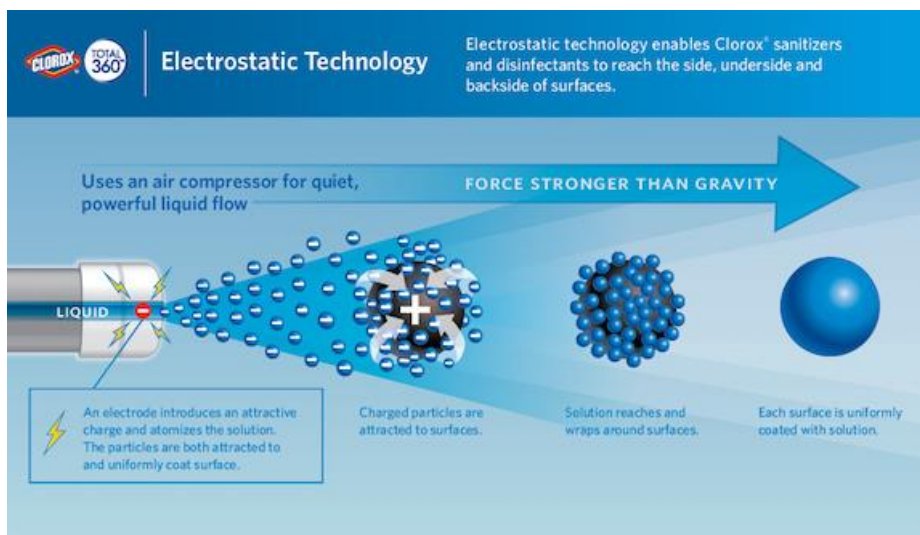 CLOROX
TOTAL
360°
Electrostatic Technology
Electrostatic technology enables Clorox® sanitizers
and disinfectants to reach the side, underside and
backside of surfaces.
Uses an air compressor for quiet,
powerful liquid flow
FORCE STRONGER THAN GRAVITY
LIQUID
An electrode introduces an attractive
charge and atomizes the solution.
The particles are both attracted to
and uniformly coat surface.
Charged particles are
attracted to surfaces.
Solution reaches and
wraps around surfaces.
Each surface is uniformly
coated with solution.